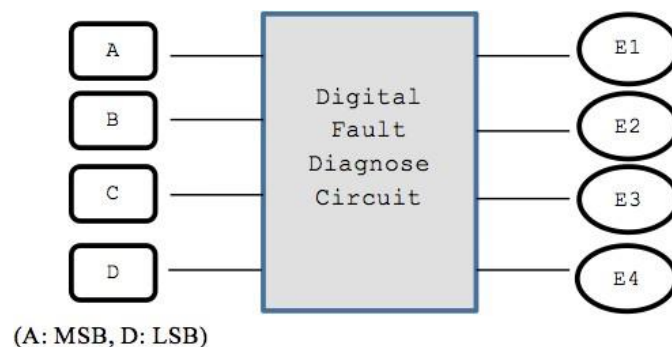 A
B
C
D
Digital
Fault
Diagnose
Circuit
E1
E2
E3
E4
(A: MSB, D: LSB)